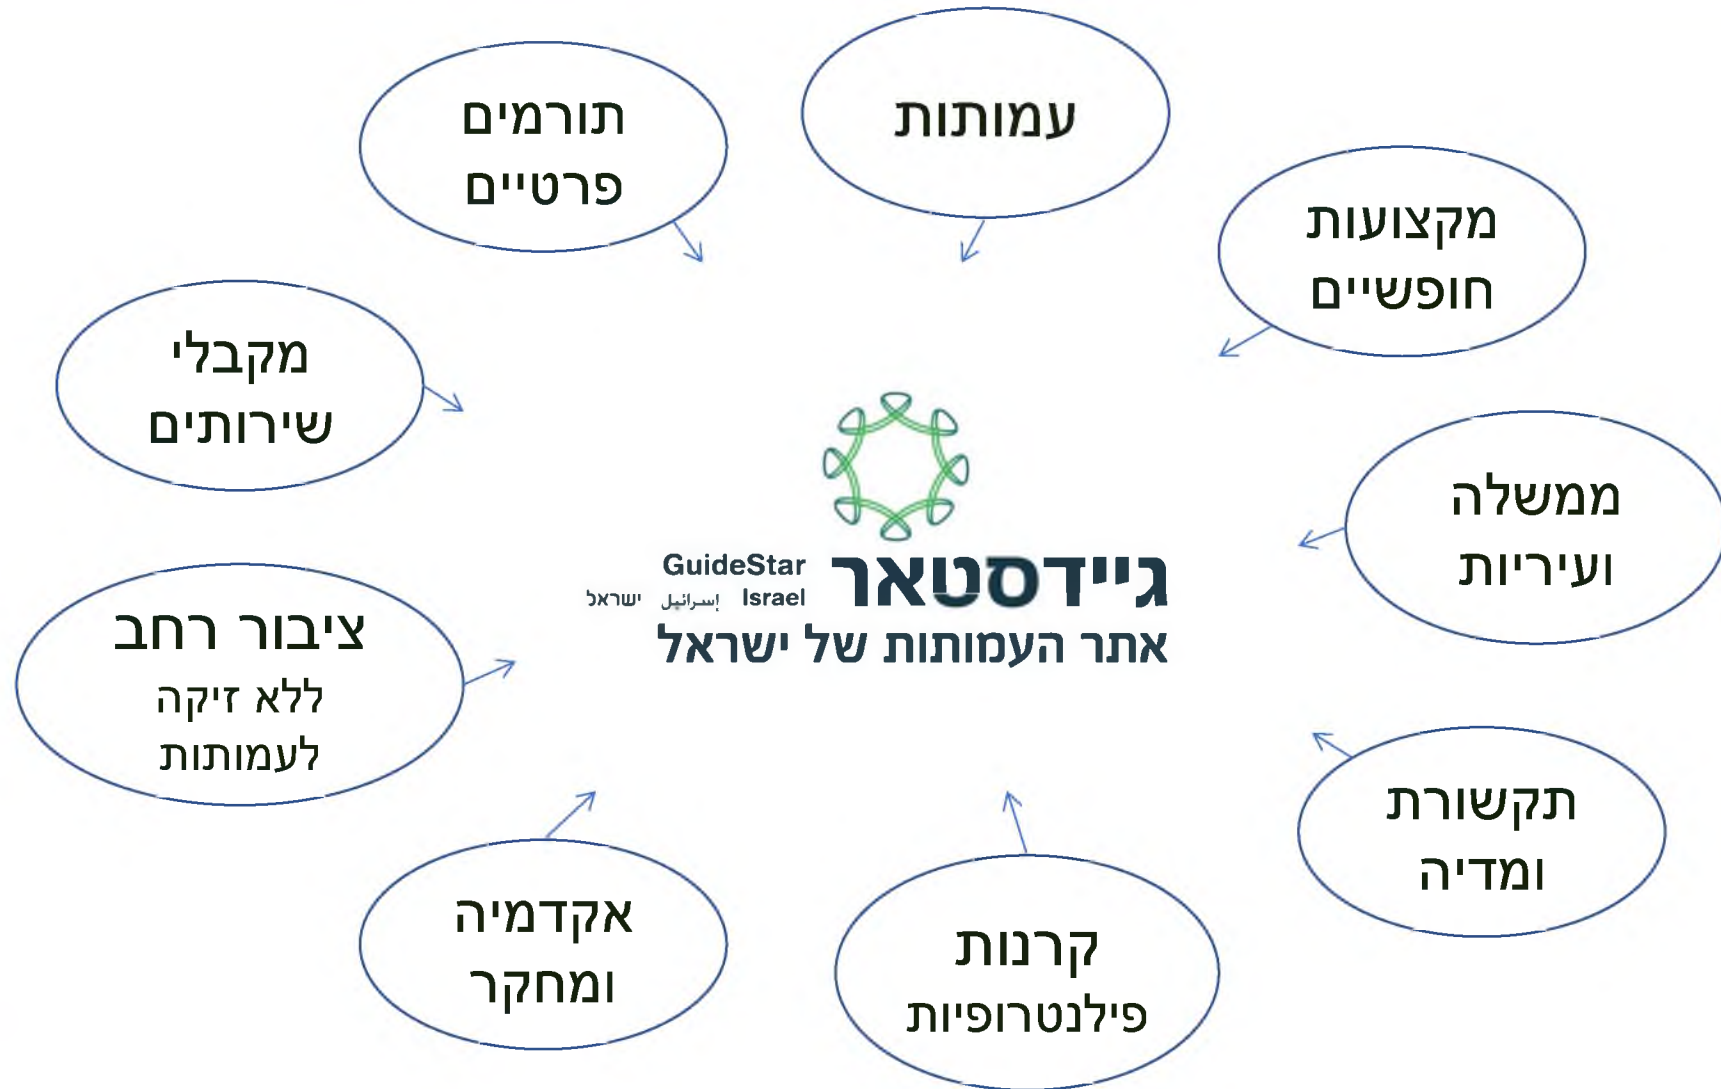 עמותות
תורמים
פרטיים
מקצועות
חופשיים
מקבלי
שירותים
ממשלה
ועיריות
גיידסטאר
GuideStar
Israel إسرائيل ישראל
אתר העמותות של ישראל
ציבור רחב
ללא זיקה
לעמותות
תקשורת
ומדיה
אקדמיה
ומחקר
קרנות
פילנטרופיות